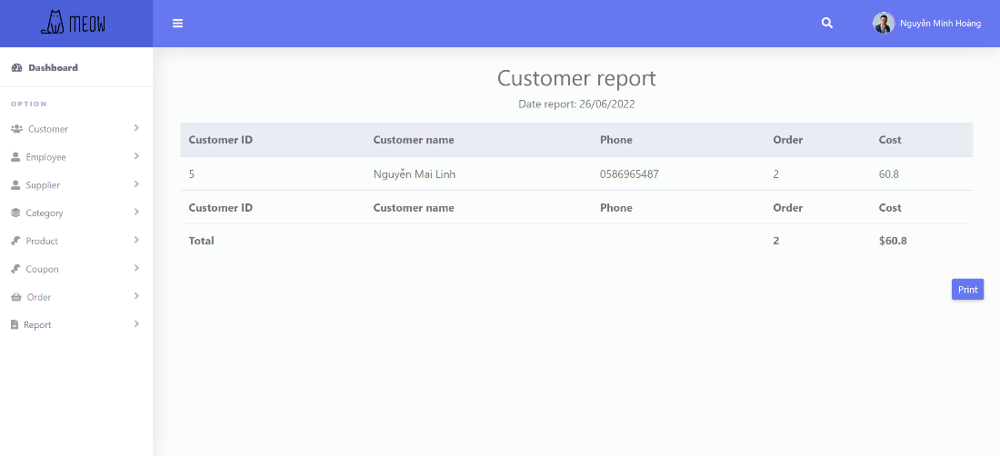 MEOW
Nguyễn Minh Hoàng
Dashboard
OPTION
Customer
Employee
Supplier
Category
Product
Coupon
Order
Report
Customer report
Date report: 26/06/2022
Customer ID Customer name Phone Order Cost
5 Nguyễn Mai Linh 0586965487 2 60.8
Customer ID Customer name Phone Order Cost
Total 2 $60.8
Print